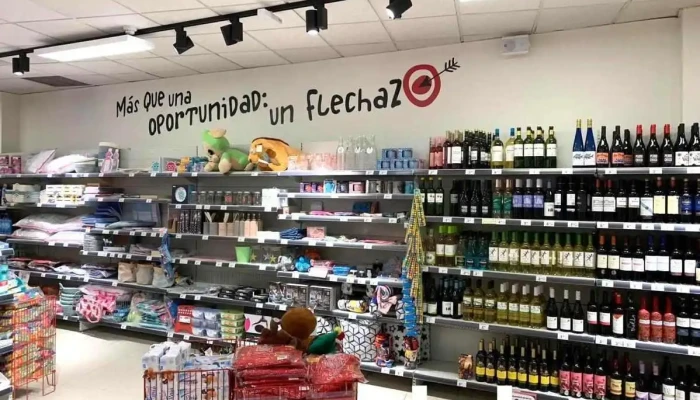 Más Que una
OPORTUNIDAD:
un FlechazO